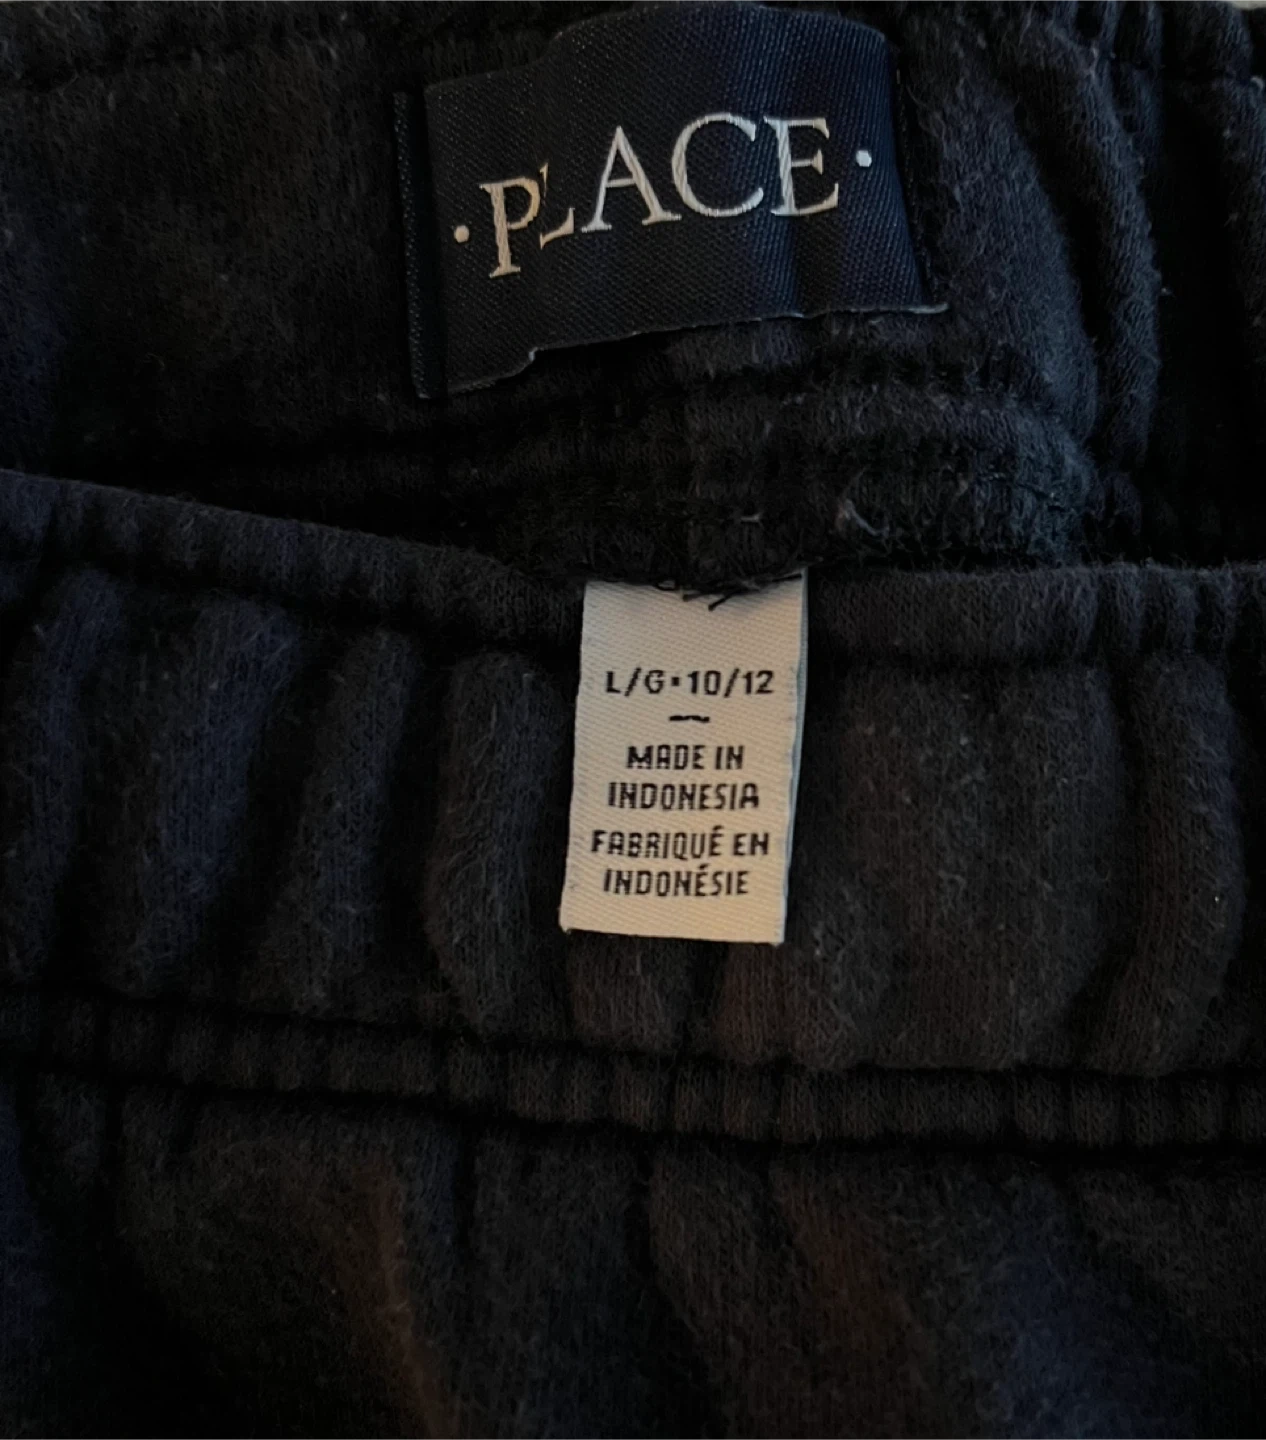 ·PLACE·
L/G▪10/12
MADE IN
INDONESIA
FABRIQUÉ EN
INDONÉSIE